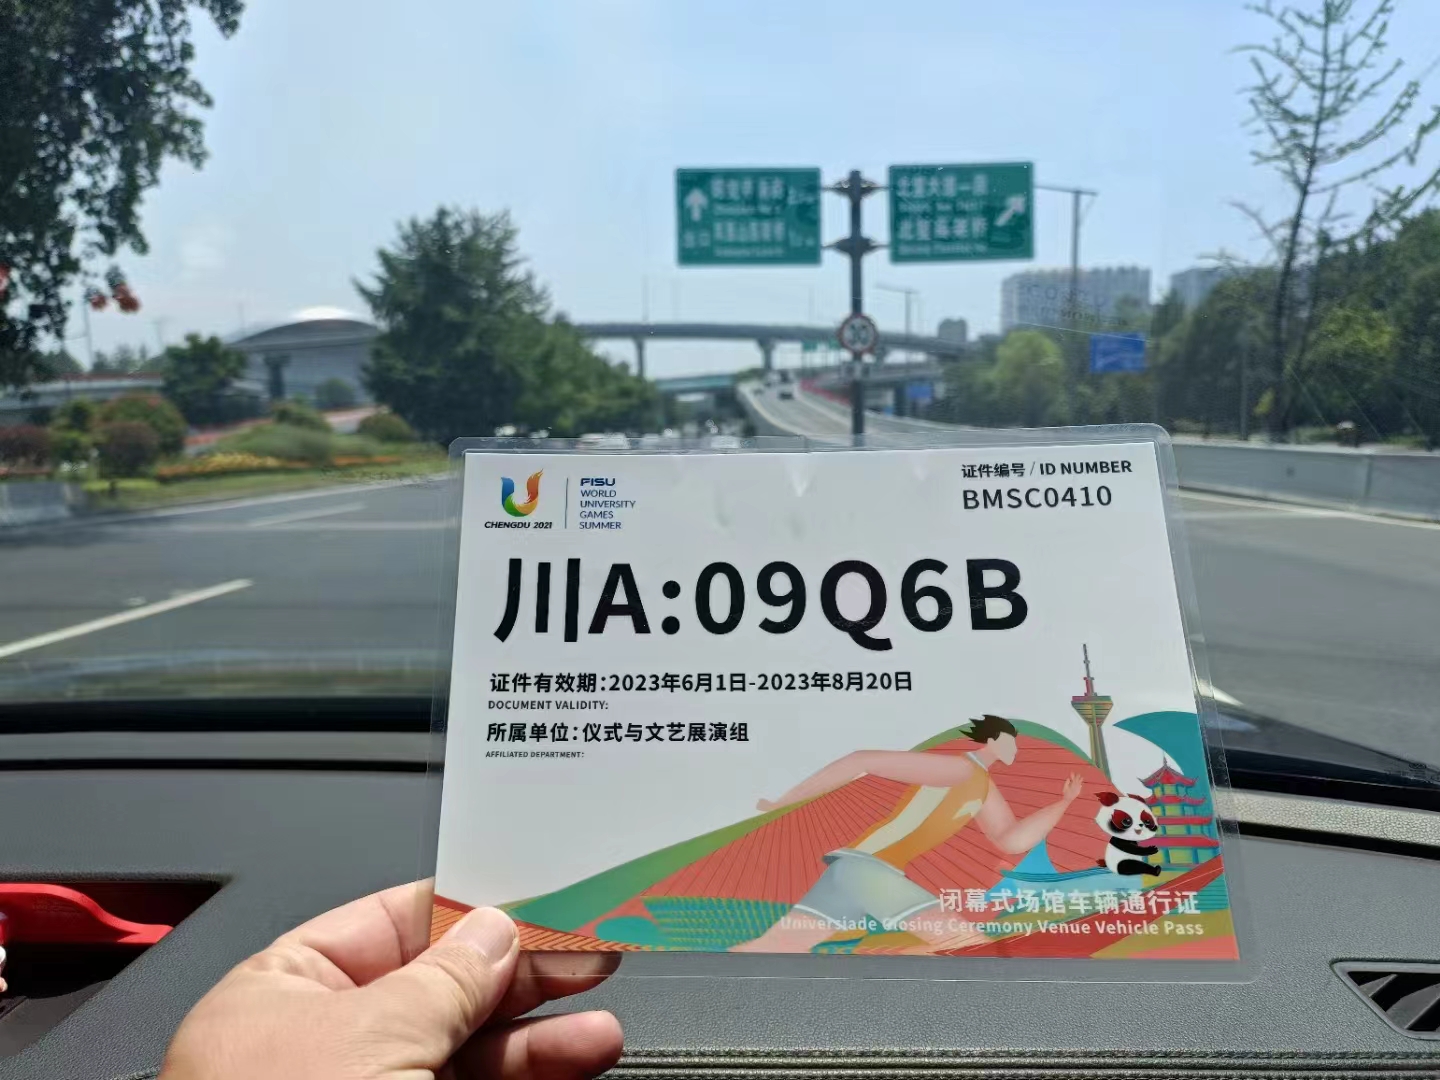 30
CHENGDU 2021
FISU
WORLD
UNIVERSITY
GAMES
SUMMER
证件编号 / ID NUMBER
BMSC0410
川A:09Q6B
证件有效期:2023年6月1日-2023年8月20日
DOCUMENT VALIDITY:
所属单位:仪式与文艺展演组
AFFILIATED DEPARTMENT:
闭幕式场馆车辆通行证
Universiade Closing Ceremony Venue Vehicle Pass